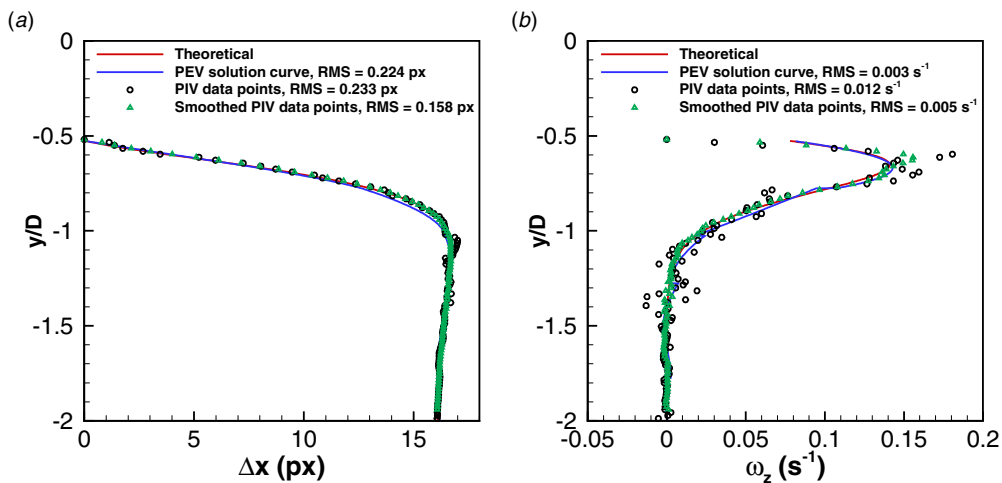 (a)
0
-0.5
-1
-1.5
-2
y/D
0 5 10 15
Δx (px)
Theoretical
PEV solution curve, RMS = 0.224 px
PIV data points, RMS = 0.233 px
Smoothed PIV data points, RMS = 0.158 px
(b)
0
-0.5
-1
-1.5
-2
y/D
-0.05 0 0.05 0.1 0.15 0.2
ω_z (s⁻¹)
Theoretical
PEV solution curve, RMS = 0.003 s⁻¹
PIV data points, RMS = 0.012 s⁻¹
Smoothed PIV data points, RMS = 0.005 s⁻¹